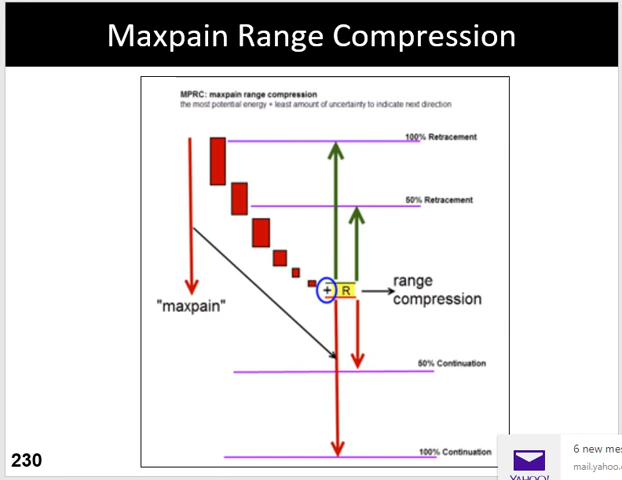 Maxpain Range Compression
MPRC: maxpain range compression
the most potential energy + least amount of uncertainty to indicate next direction
100% Retracement
50% Retracement
+ R
range
compression
"maxpain"
50% Continuation
100% Continuation
230
6 new mes
mail.yahoo.c
YAHOO!